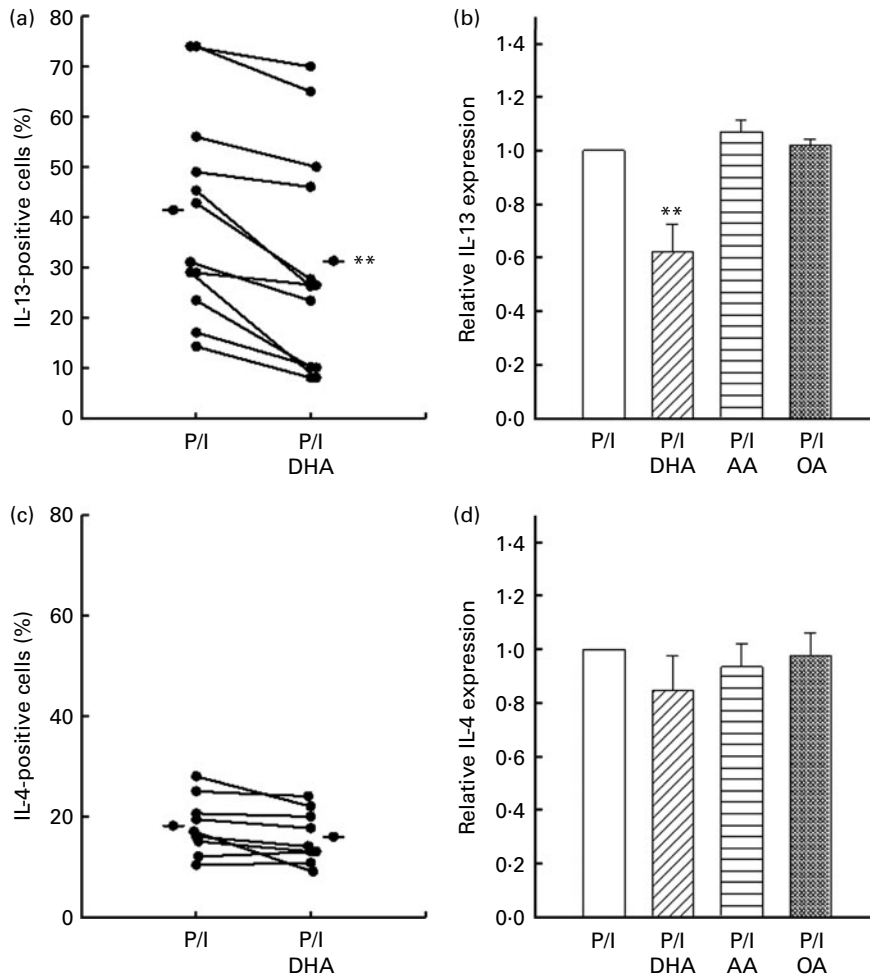 (a)
80
70
60
50
40
30
20
10
0
IL-13-positive cells (%)
**
P/I
P/I
DHA
(b)
1·4
1·2
1·0
0·8
0·6
0·4
0·2
0·0
Relative IL-13 expression
**
P/I
P/I
DHA
P/I
AA
P/I
OA
(c)
80
60
40
20
0
IL-4-positive cells (%)
P/I
P/I
DHA
(d)
1·4
1·2
1·0
0·8
0·6
0·4
0·2
0·0
Relative IL-4 expression
P/I
P/I
DHA
P/I
AA
P/I
OA